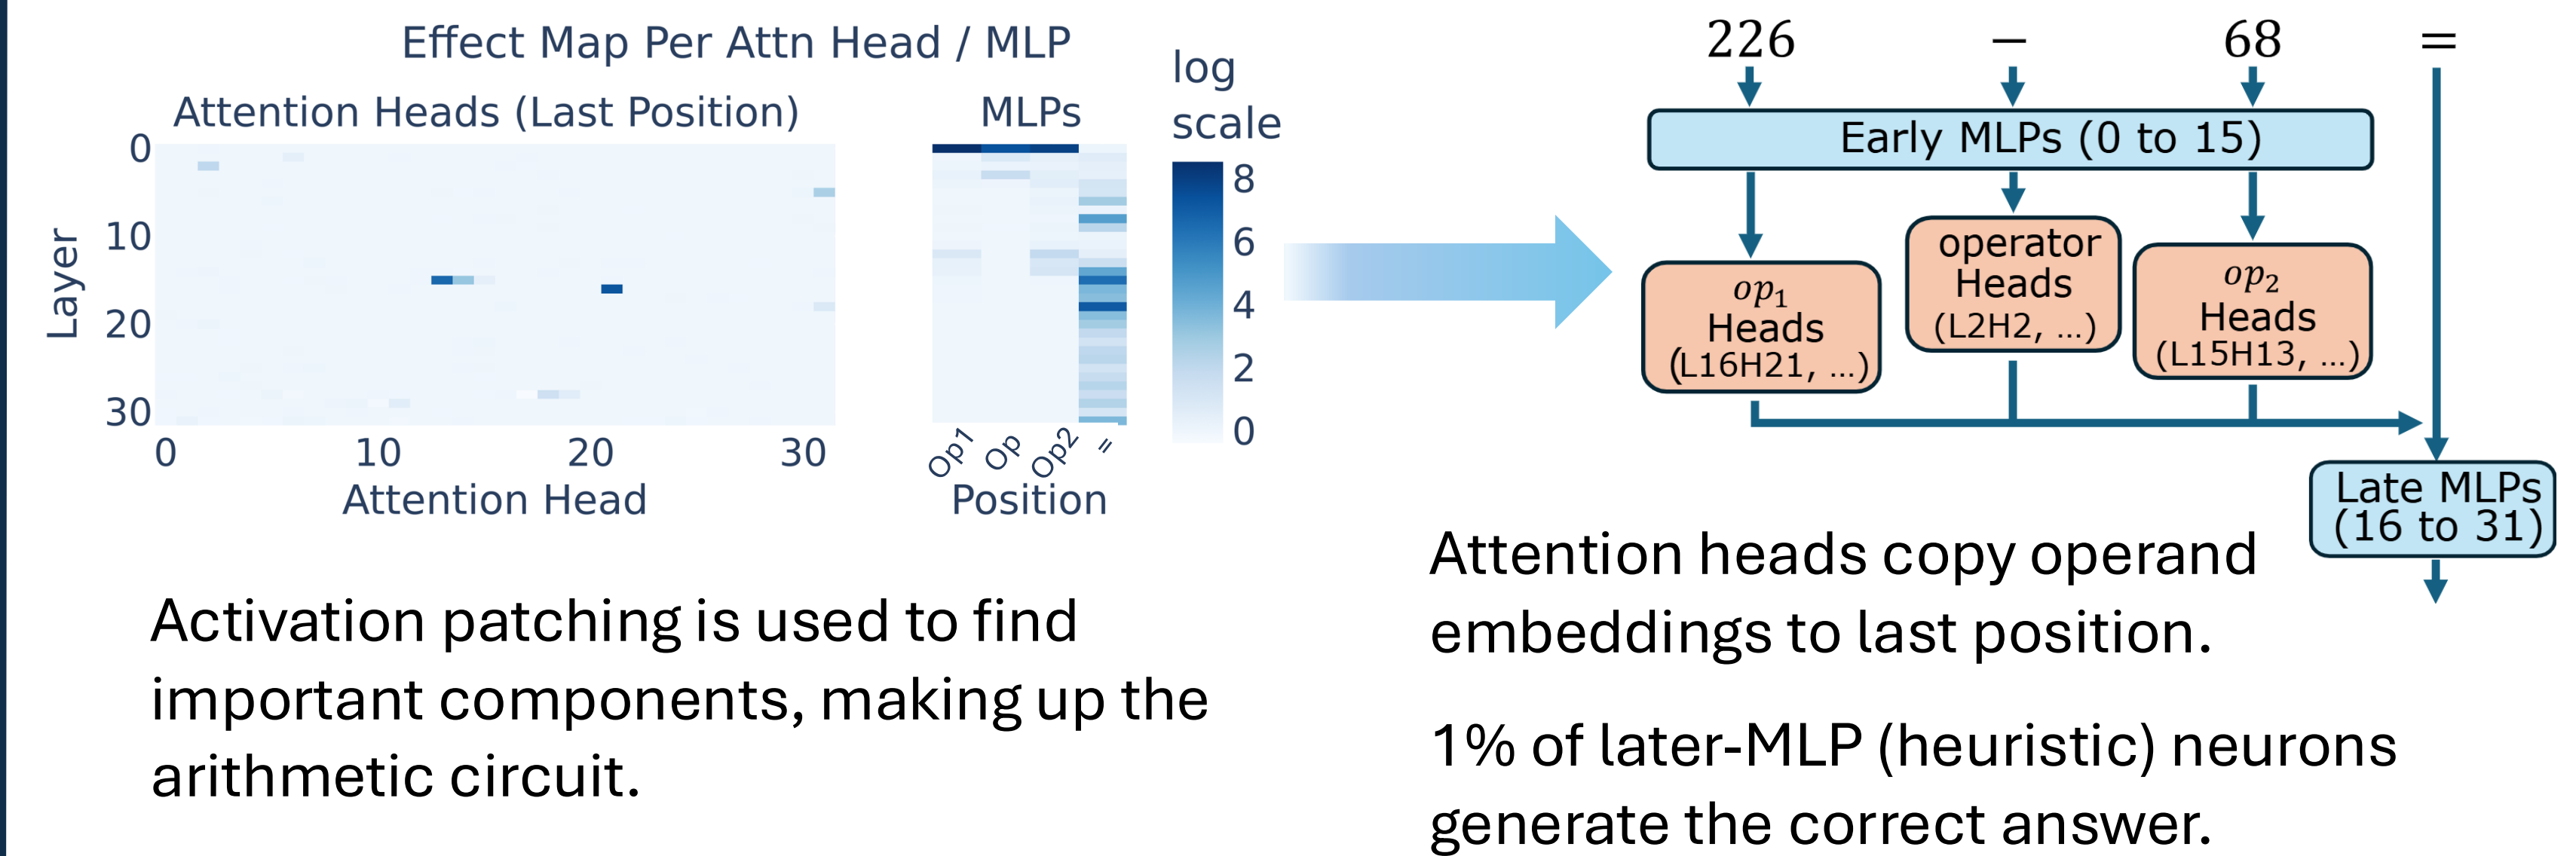 Effect Map Per Attn Head / MLP
Attention Heads (Last Position)
MLPs
log
scale
0
10
20
30
Layer
0
10
20
30
Attention Head
Op1
Op
Op2
=
Position
8
6
4
2
0
226
−
68
=
Early MLPs (0 to 15)
op₁
Heads
(L16H21, ...)
operator
Heads
(L2H2, ...)
op₂
Heads
(L15H13, ...)
Late MLPs
(16 to 31)
Activation patching is used to find
important components, making up the
arithmetic circuit.
Attention heads copy operand
embeddings to last position.
1% of later-MLP (heuristic) neurons
generate the correct answer.